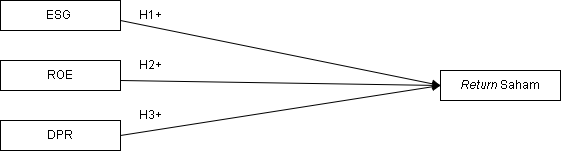 ESG
H1+
ROE
H2+
Return Saham
DPR
H3+